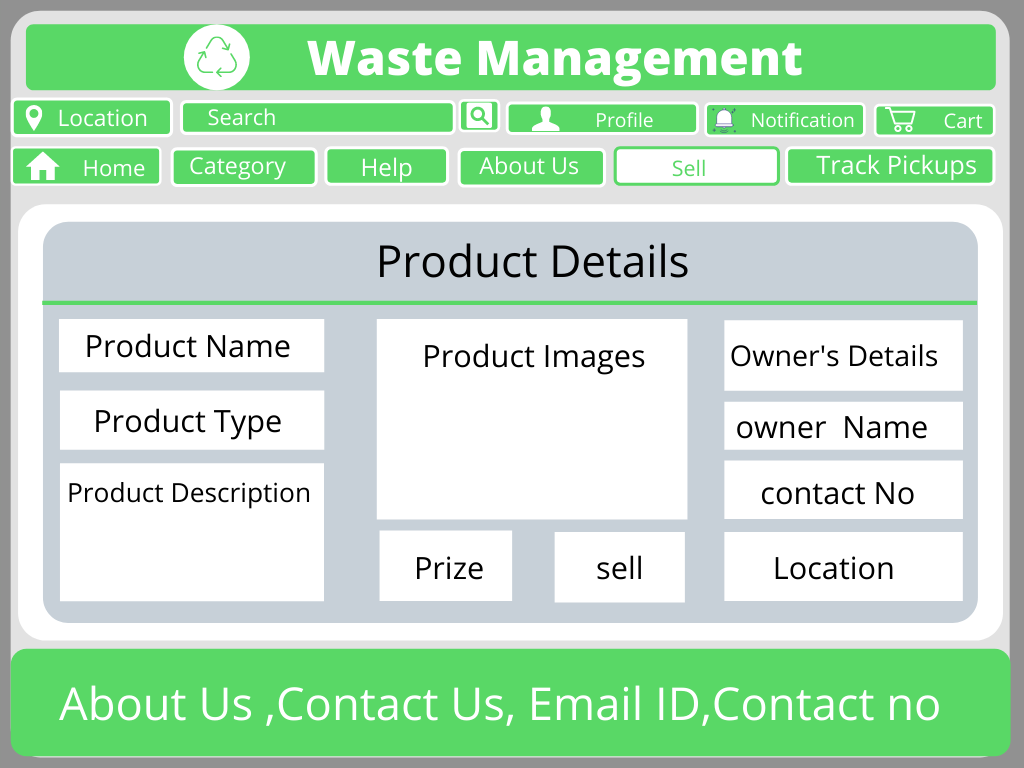 Waste Management
Location
Search
Profile
Notification
Cart
Home
Category
Help
About Us
Sell
Track Pickups
Product Details
Product Name
Product Type
Product Description
Product Images
Prize
sell
Owner's Details
owner  Name
contact No
Location
About Us ,Contact Us, Email ID,Contact no